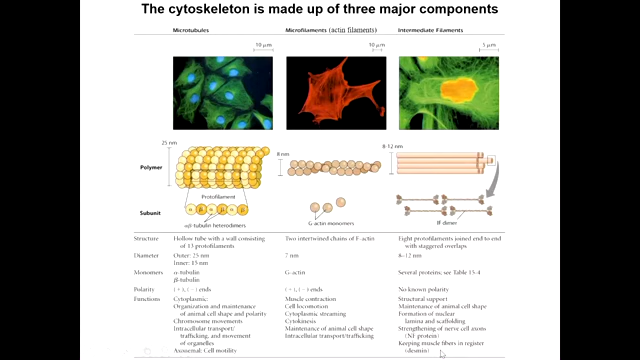 The cytoskeleton is made up of three major components
Microtubules
Microfilaments (actin filaments)
Intermediate Filaments
10 μm
10 μm
5 μm
25 nm
8 nm
8–12 nm
Polymer
Protofilament
Subunit
α β α β α
αβ-tubulin heterodimers
G-actin monomers
IF dimer
Structure
Hollow tube with a wall consisting
of 13 protofilaments
Two intertwined chains of F-actin
Eight protofilaments joined end to end
with staggered overlaps
Diameter
Outer: 25 nm
Inner: 15 nm
7 nm
8–12 nm
Monomers
α-tubulin
β-tubulin
G-actin
Several proteins; see Table 15-4
Polarity
(+), (−) ends
(+), (−) ends
No known polarity
Functions
Cytoplasmic:
Organization and maintenance
of animal cell shape and polarity
Chromosome movements
Intracellular transport/
trafficking, and movement
of organelles
Axonemal: Cell motility
Muscle contraction
Cell locomotion
Cytoplasmic streaming
Cytokinesis
Maintenance of animal cell shape
Intracellular transport/trafficking
Structural support
Maintenance of animal cell shape
Formation of nuclear
lamina and scaffolding
Strengthening of nerve cell axons
(NF protein)
Keeping muscle fibers in register
(desmin)